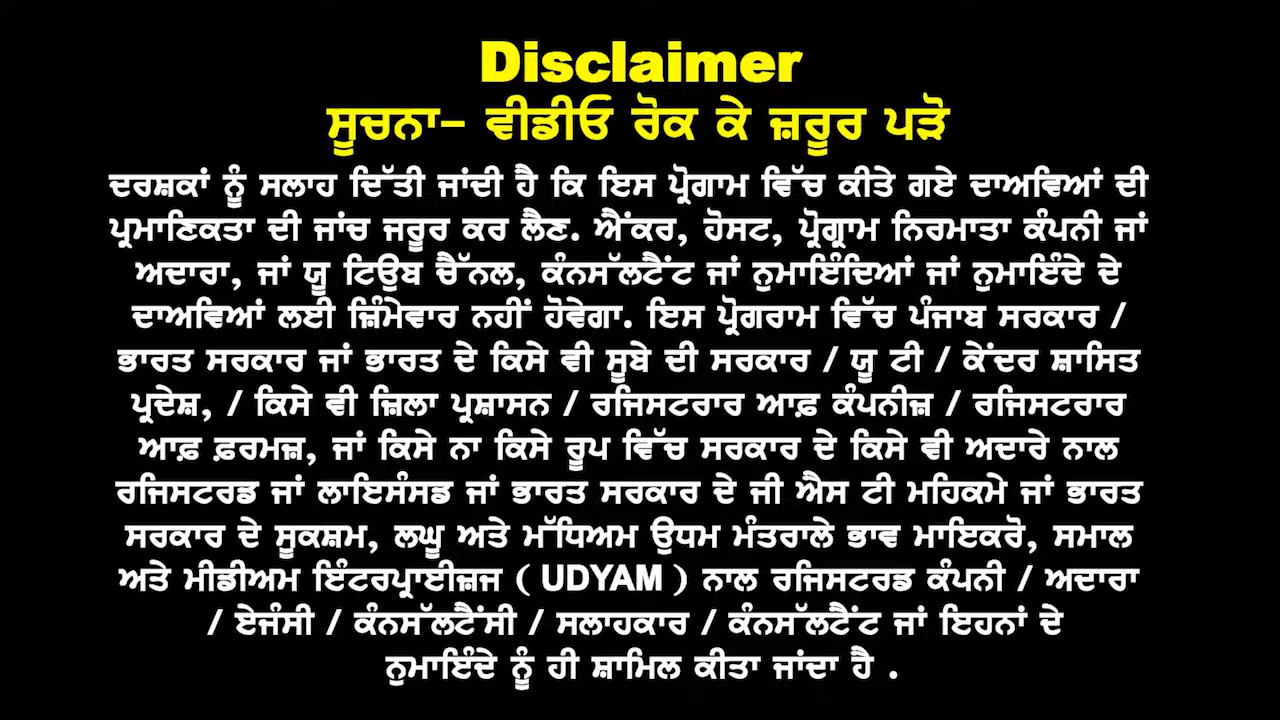 Disclaimer
ਸੂਚਨਾ- ਵੀਡੀਓ ਰੋਕ ਕੇ ਜ਼ਰੂਰ ਪੜੋ
ਦਰਸ਼ਕਾਂ ਨੂੰ ਸਲਾਹ ਦਿੱਤੀ ਜਾਂਦੀ ਹੈ ਕਿ ਇਸ ਪ੍ਰੋਗਾਮ ਵਿੱਚ ਕੀਤੇ ਗਏ ਦਾਅਵਿਆਂ ਦੀ
ਪ੍ਰਮਾਣਿਕਤਾ ਦੀ ਜਾਂਚ ਜਰੂਰ ਕਰ ਲੈਣ. ਐਂਕਰ, ਹੋਸਟ, ਪ੍ਰੋਗ੍ਰਾਮ ਨਿਰਮਾਤਾ ਕੰਪਨੀ ਜਾਂ
ਅਦਾਰਾ, ਜਾਂ ਯੂ ਟਿਊਬ ਚੈੱਨਲ, ਕੰਨਸੱਲਟੈਂਟ ਜਾਂ ਨੁਮਾਇੰਦਿਆਂ ਜਾਂ ਨੁਮਾਇੰਦੇ ਦੇ
ਦਾਅਵਿਆਂ ਲਈ ਜ਼ਿੰਮੇਵਾਰ ਨਹੀਂ ਹੋਵੇਗਾ. ਇਸ ਪ੍ਰੋਗਰਾਮ ਵਿੱਚ ਪੰਜਾਬ ਸਰਕਾਰ /
ਭਾਰਤ ਸਰਕਾਰ ਜਾਂ ਭਾਰਤ ਦੇ ਕਿਸੇ ਵੀ ਸੂਬੇ ਦੀ ਸਰਕਾਰ / ਯੂ ਟੀ / ਕੇਂਦਰ ਸ਼ਾਸਿਤ
ਪ੍ਰਦੇਸ਼, / ਕਿਸੇ ਵੀ ਜ਼ਿਲਾ ਪ੍ਰਸ਼ਾਸਨ / ਰਜਿਸਟਰਾਰ ਆਫ਼ ਕੰਪਨੀਜ਼ / ਰਜਿਸਟਰਾਰ
ਆਫ਼ ਫ਼ਰਮਜ਼, ਜਾਂ ਕਿਸੇ ਨਾ ਕਿਸੇ ਰੂਪ ਵਿੱਚ ਸਰਕਾਰ ਦੇ ਕਿਸੇ ਵੀ ਅਦਾਰੇ ਨਾਲ
ਰਜਿਸਟਰਡ ਜਾਂ ਲਾਇਸੰਸਡ ਜਾਂ ਭਾਰਤ ਸਰਕਾਰ ਦੇ ਜੀ ਐਸ ਟੀ ਮਹਿਕਮੇ ਜਾਂ ਭਾਰਤ
ਸਰਕਾਰ ਦੇ ਸੂਕਸ਼ਮ, ਲਘੂ ਅਤੇ ਮੱਧਿਅਮ ਉਧਮ ਮੰਤਰਾਲੇ ਭਾਵ ਮਾਇਕਰੋ, ਸਮਾਲ
ਅਤੇ ਮੀਡੀਅਮ ਇੰਟਰਪ੍ਰਾਈਜ਼ਜ ( UDYAM ) ਨਾਲ ਰਜਿਸਟਰਡ ਕੰਪਨੀ / ਅਦਾਰਾ
/ ਏਜੰਸੀ / ਕੰਨਸੱਲਟੈਂਸੀ / ਸਲਾਹਕਾਰ / ਕੰਨਸੱਲਟੈਂਟ ਜਾਂ ਇਹਨਾਂ ਦੇ
ਨੁਮਾਇੰਦੇ ਨੂੰ ਹੀ ਸ਼ਾਮਿਲ ਕੀਤਾ ਜਾਂਦਾ ਹੈ .